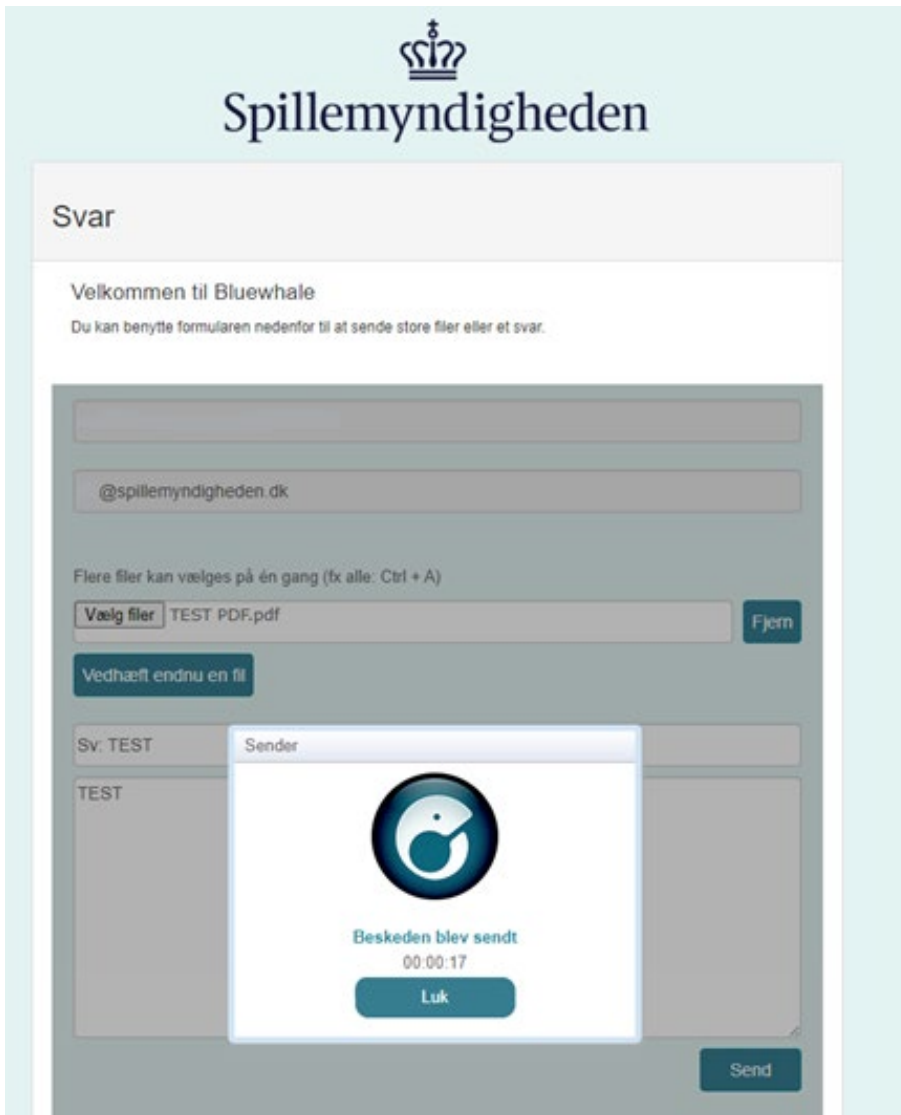 Spillemyndigheden
Svar
Velkommen til Bluewhale
Du kan benytte formularen nedenfor til at sende store filer eller et svar.
@spillemyndigheden.dk
Flere filer kan vælges på én gang (fx alle: Ctrl + A)
Vælg filer TEST PDF.pdf
Fjern
Vedhæft endnu en fil
Sv: TEST
TEST
Sender
Beskeden blev sendt
00:00:17
Luk
Send